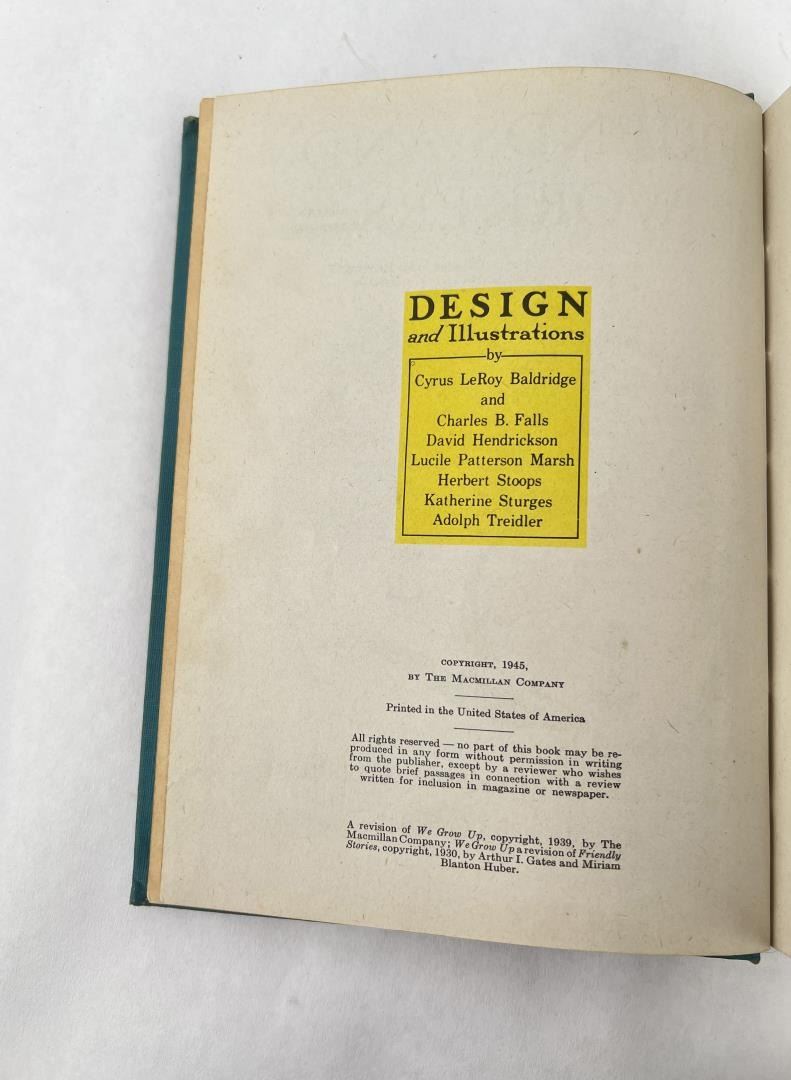 DESIGN
and Illustrations
by
Cyrus LeRoy Baldridge
and
Charles B. Falls
David Hendrickson
Lucile Patterson Marsh
Herbert Stoops
Katherine Sturges
Adolph Treidler
COPYRIGHT, 1945,
BY THE MACMILLAN COMPANY
Printed in the United States of America
All rights reserved — no part of this book may be re-
produced in any form without permission in writing
from the publisher, except by a reviewer who wishes
to quote brief passages in connection with a review
written for inclusion in magazine or newspaper.
A revision of We Grow Up, copyright, 1939, by The
Macmillan Company; We Grow Up a revision of Friendly
Stories, copyright, 1930, by Arthur I. Gates and Miriam
Blanton Huber.